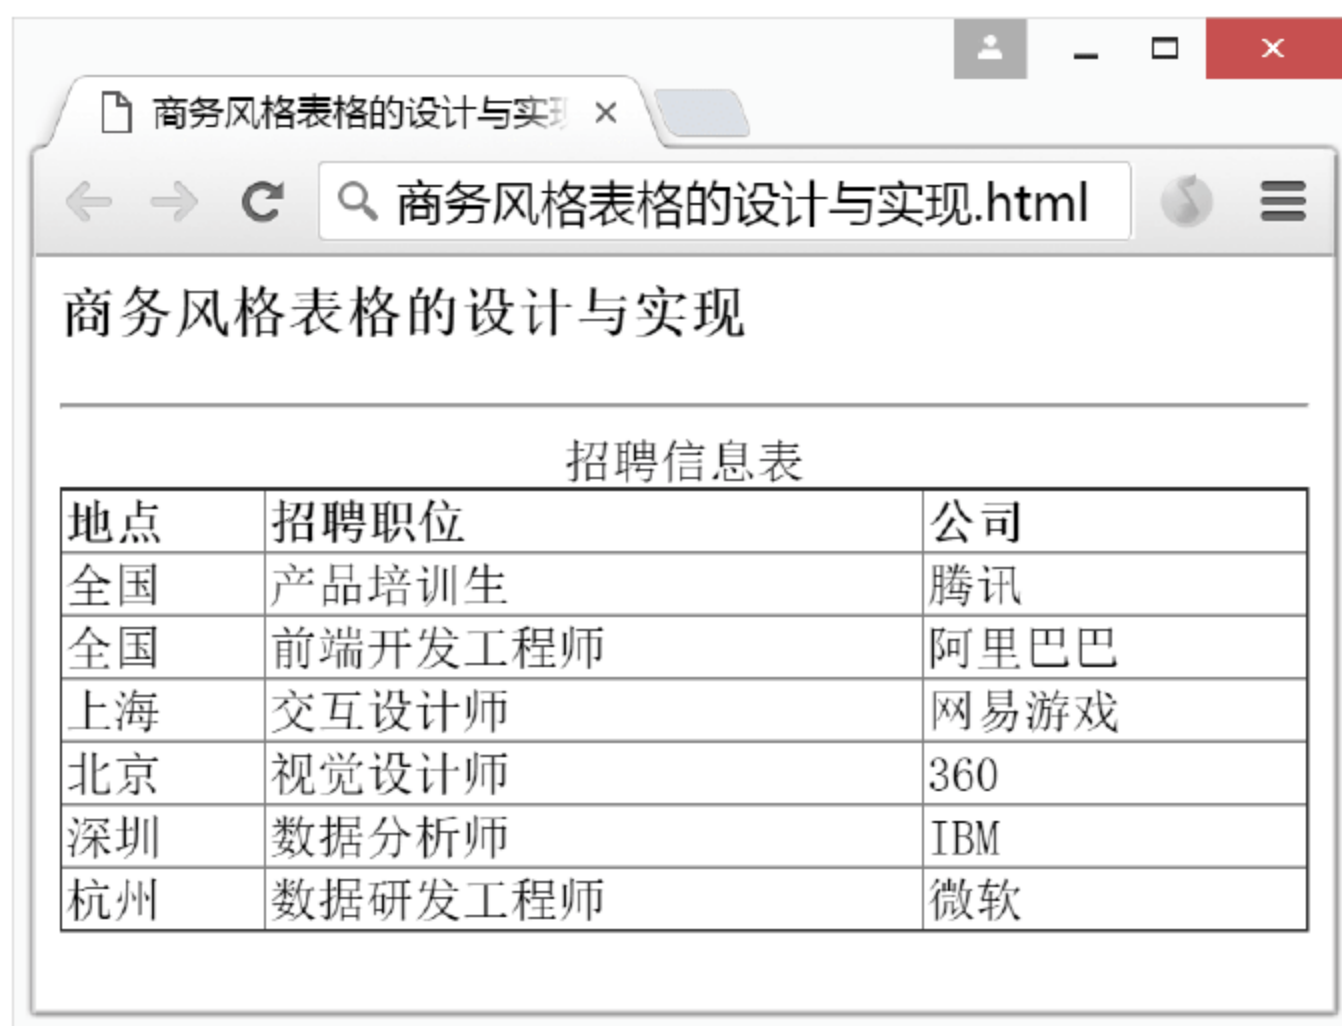 商务风格表格的设计与实现
商务风格表格的设计与实现.html
商务风格表格的设计与实现
招聘信息表
地点 招聘职位 公司
全国 产品培训生 腾讯
全国 前端开发工程师 阿里巴巴
上海 交互设计师 网易游戏
北京 视觉设计师 360
深圳 数据分析师 IBM
杭州 数据研发工程师 微软